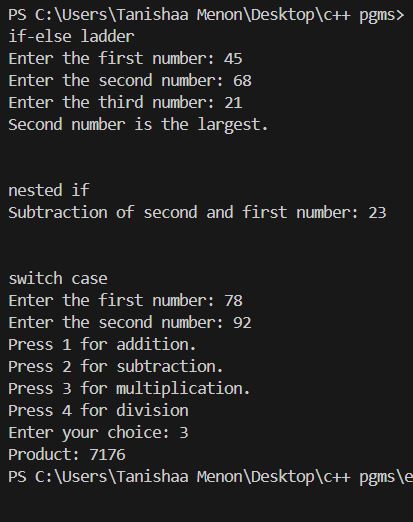 PS C:\Users\Tanishaa Menon\Desktop\c++ pgms>
if-else ladder
Enter the first number: 45
Enter the second number: 68
Enter the third number: 21
Second number is the largest.
nested if
Subtraction of second and first number: 23
switch case
Enter the first number: 78
Enter the second number: 92
Press 1 for addition.
Press 2 for subtraction.
Press 3 for multiplication.
Press 4 for division
Enter your choice: 3
Product: 7176
PS C:\Users\Tanishaa Menon\Desktop\c++ pgms\e